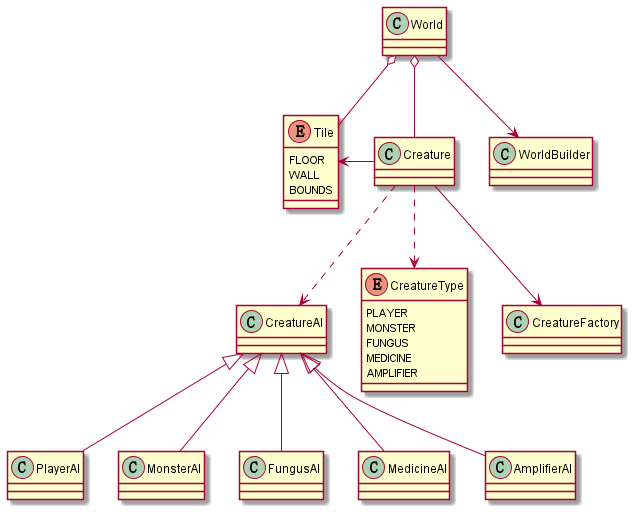 C World
E Tile
FLOOR
WALL
BOUNDS
C Creature
C WorldBuilder
E CreatureType
PLAYER
MONSTER
FUNGUS
MEDICINE
AMPLIFIER
C CreatureAI
C CreatureFactory
C PlayerAI
C MonsterAI
C FungusAI
C MedicineAI
C AmplifierAI